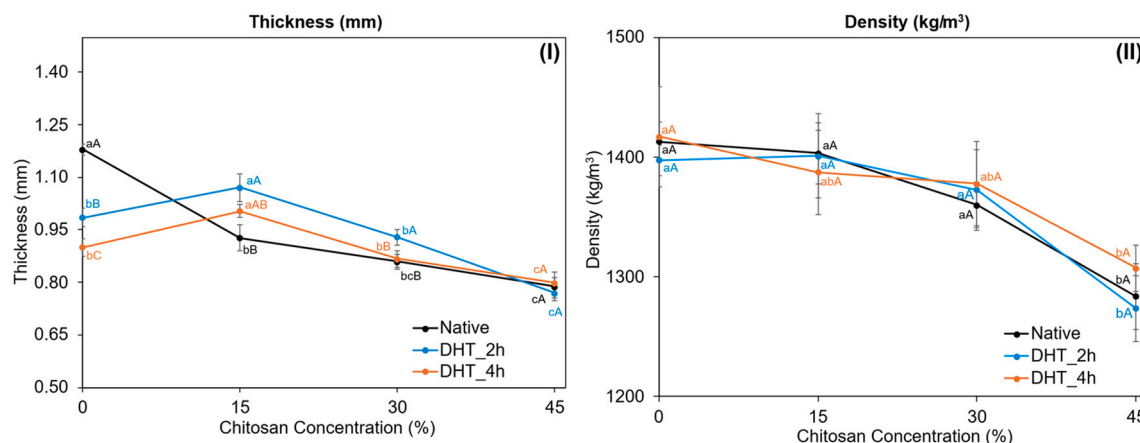 Thickness (mm)
(I)
Thickness (mm)
1.40
1.25
1.10
0.95
0.80
0.65
0.50
0
15
30
45
Chitosan Concentration (%)
aA
bB
bC
aA
aAB
bB
bA
bB
bcB
cA
cA
cA
Native
DHT_2h
DHT_4h
Density (kg/m³)
(II)
Density (kg/m³)
1500
1400
1300
1200
0
15
30
45
Chitosan Concentration (%)
aA
aA
aA
aA
aA
abA
abA
aA
aA
bA
bA
bA
Native
DHT_2h
DHT_4h